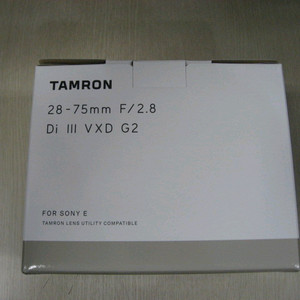 TAMRON
28-75mm F/2.8
Di III VXD G2
FOR SONY E
TAMRON LENS UTILITY COMPATIBLE